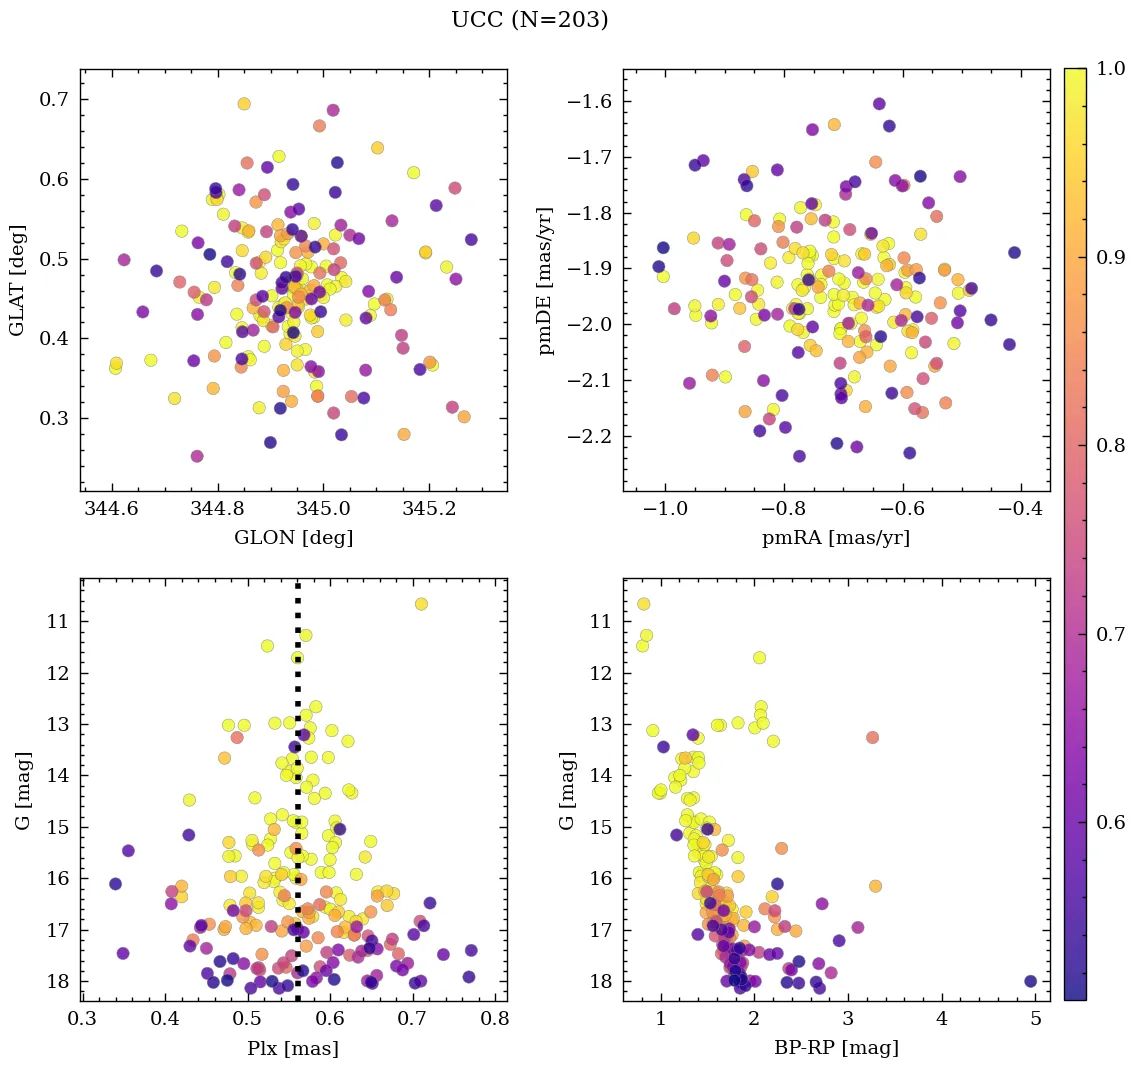 UCC (N=203)
0.7
0.6
0.5
0.4
0.3
GLAT [deg]
344.6 344.8 345.0 345.2
GLON [deg]
−1.6
−1.7
−1.8
−1.9
−2.0
−2.1
−2.2
pmDE [mas/yr]
−1.0 −0.8 −0.6 −0.4
pmRA [mas/yr]
1.0
0.9
0.8
0.7
0.6
11
12
13
14
15
16
17
18
G [mag]
0.3 0.4 0.5 0.6 0.7 0.8
Plx [mas]
11
12
13
14
15
16
17
18
G [mag]
1 2 3 4 5
BP-RP [mag]